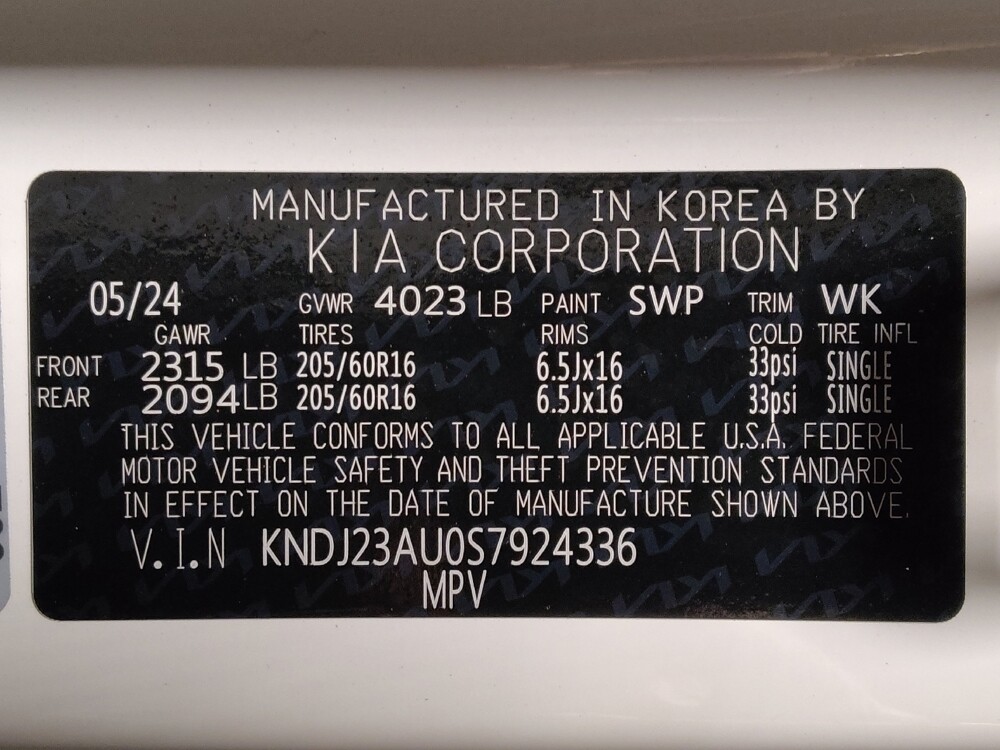 MANUFACTURED IN KOREA BY
KIA CORPORATION
05/24 GVWR 4023 LB PAINT SWP TRIM WK
GAWR TIRES RIMS COLD TIRE INFL
FRONT 2315 LB 205/60R16 6.5Jx16 33psi SINGLE
REAR 2094 LB 205/60R16 6.5Jx16 33psi SINGLE
THIS VEHICLE CONFORMS TO ALL APPLICABLE U.S.A. FEDERAL
MOTOR VEHICLE SAFETY AND THEFT PREVENTION STANDARDS
IN EFFECT ON THE DATE OF MANUFACTURE SHOWN ABOVE.
V.I.N KNDJ23AU0S7924336
MPV